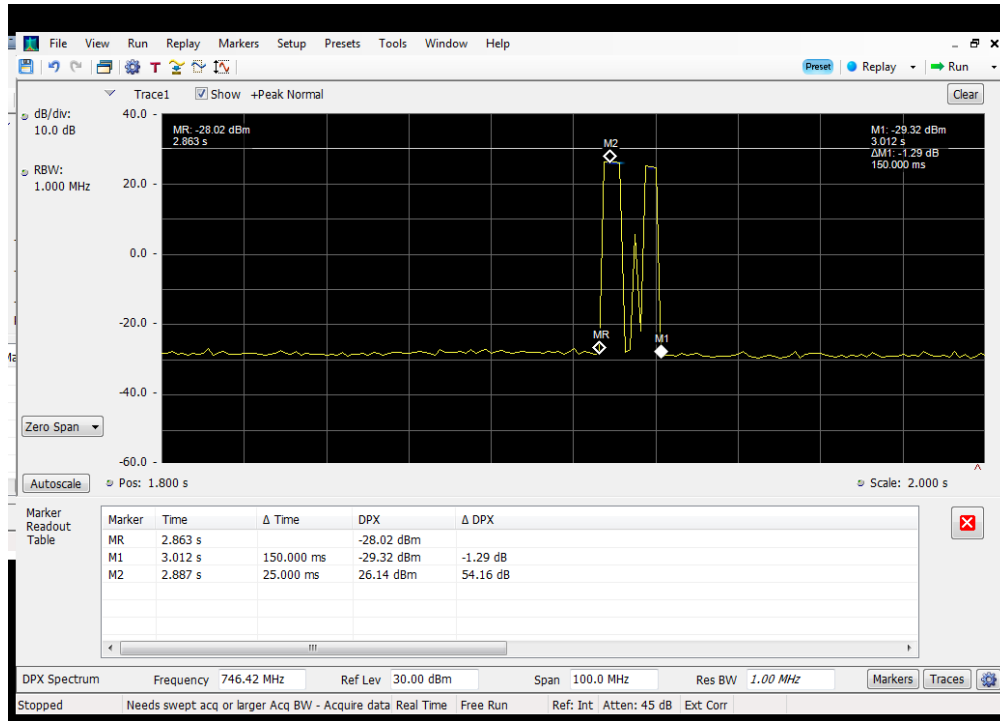 File View Run Replay Markers Setup Presets Tools Window Help
T Preset Replay Run
Trace1 Show +Peak Normal Clear
dB/div:
10.0 dB
RBW:
1.000 MHz
40.0
20.0
0.0
-20.0
-40.0
-60.0
MR: -28.02 dBm
2.863 s
M1: -29.32 dBm
3.012 s
ΔM1: -1.29 dB
150.000 ms
M2
MR
M1
Zero Span
Autoscale Pos: 1.800 s Scale: 2.000 s
Marker
Readout
Table
Marker Time Δ Time DPX Δ DPX
MR 2.863 s -28.02 dBm
M1 3.012 s 150.000 ms -29.32 dBm -1.29 dB
M2 2.887 s 25.000 ms 26.14 dBm 54.16 dB
DPX Spectrum Frequency 746.42 MHz Ref Lev 30.00 dBm Span 100.0 MHz Res BW 1.00 MHz Markers Traces
Stopped Needs swept acq or larger Acq BW - Acquire data Real Time Free Run Ref: Int Atten: 45 dB Ext Corr